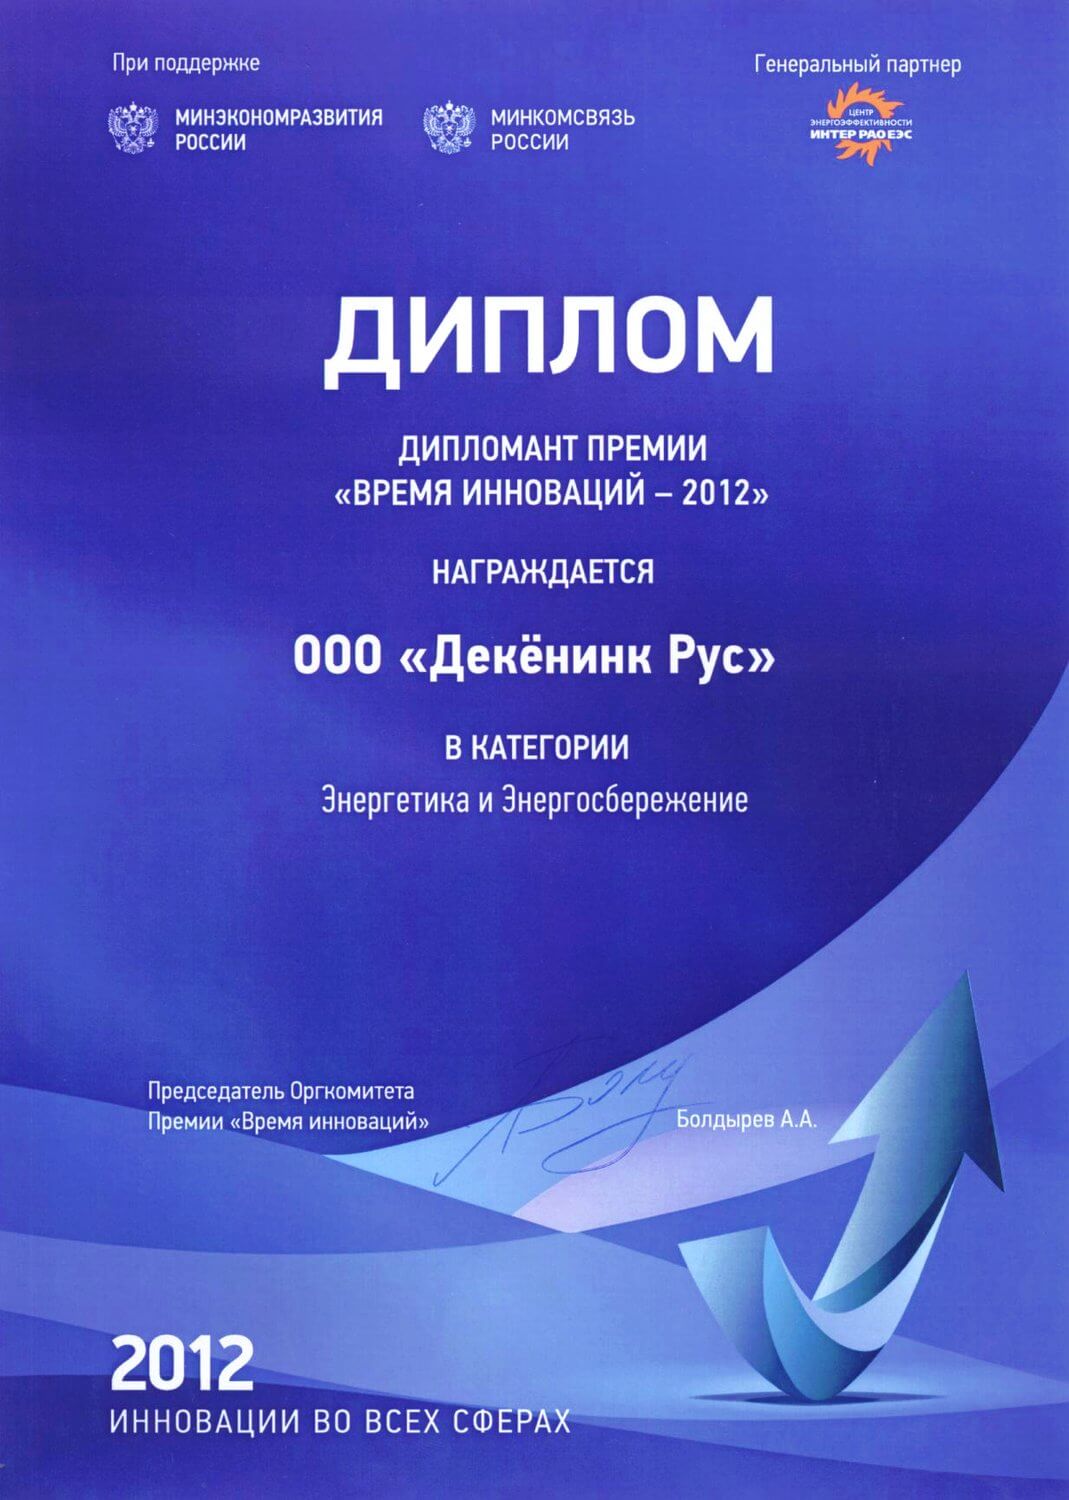 При поддержке
Генеральный партнер
МИНЭКОНОМРАЗВИТИЯ
РОССИИ
МИНКОМСВЯЗЬ
РОССИИ
ЦЕНТР
ЭНЕРГОЭФФЕКТИВНОСТИ
ИНТЕР РАО ЕЭС
ДИПЛОМ
ДИПЛОМАНТ ПРЕМИИ
«ВРЕМЯ ИННОВАЦИЙ – 2012»
НАГРАЖДАЕТСЯ
ООО «Декёнинк Рус»
В КАТЕГОРИИ
Энергетика и Энергосбережение
Председатель Оргкомитета
Премии «Время инноваций»
Болдырев А.А.
2012
ИННОВАЦИИ ВО ВСЕХ СФЕРАХ